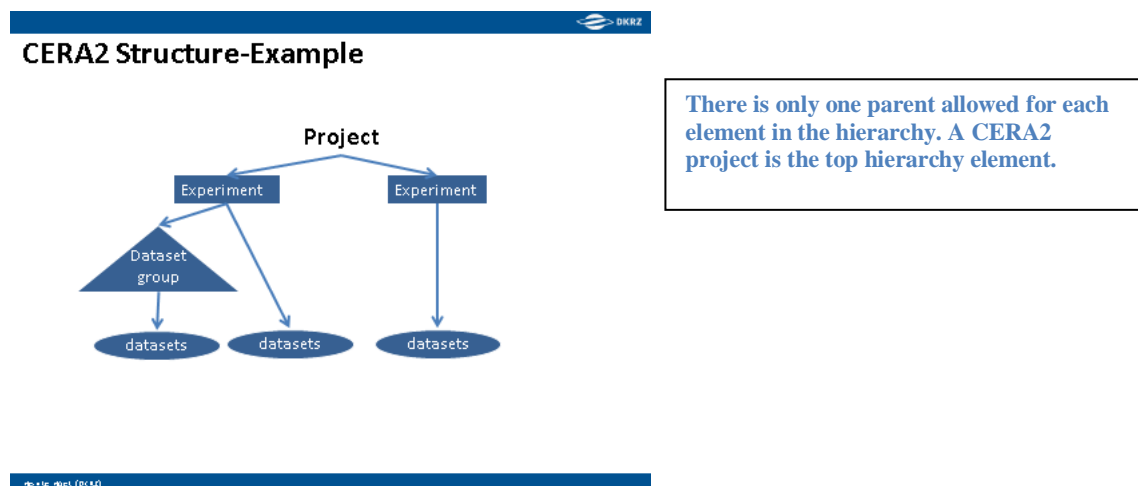 DKRZ
CERA2 Structure-Example
There is only one parent allowed for each
element in the hierarchy. A CERA2
project is the top hierarchy element.
Project
Experiment
Experiment
Dataset
group
datasets
datasets
datasets